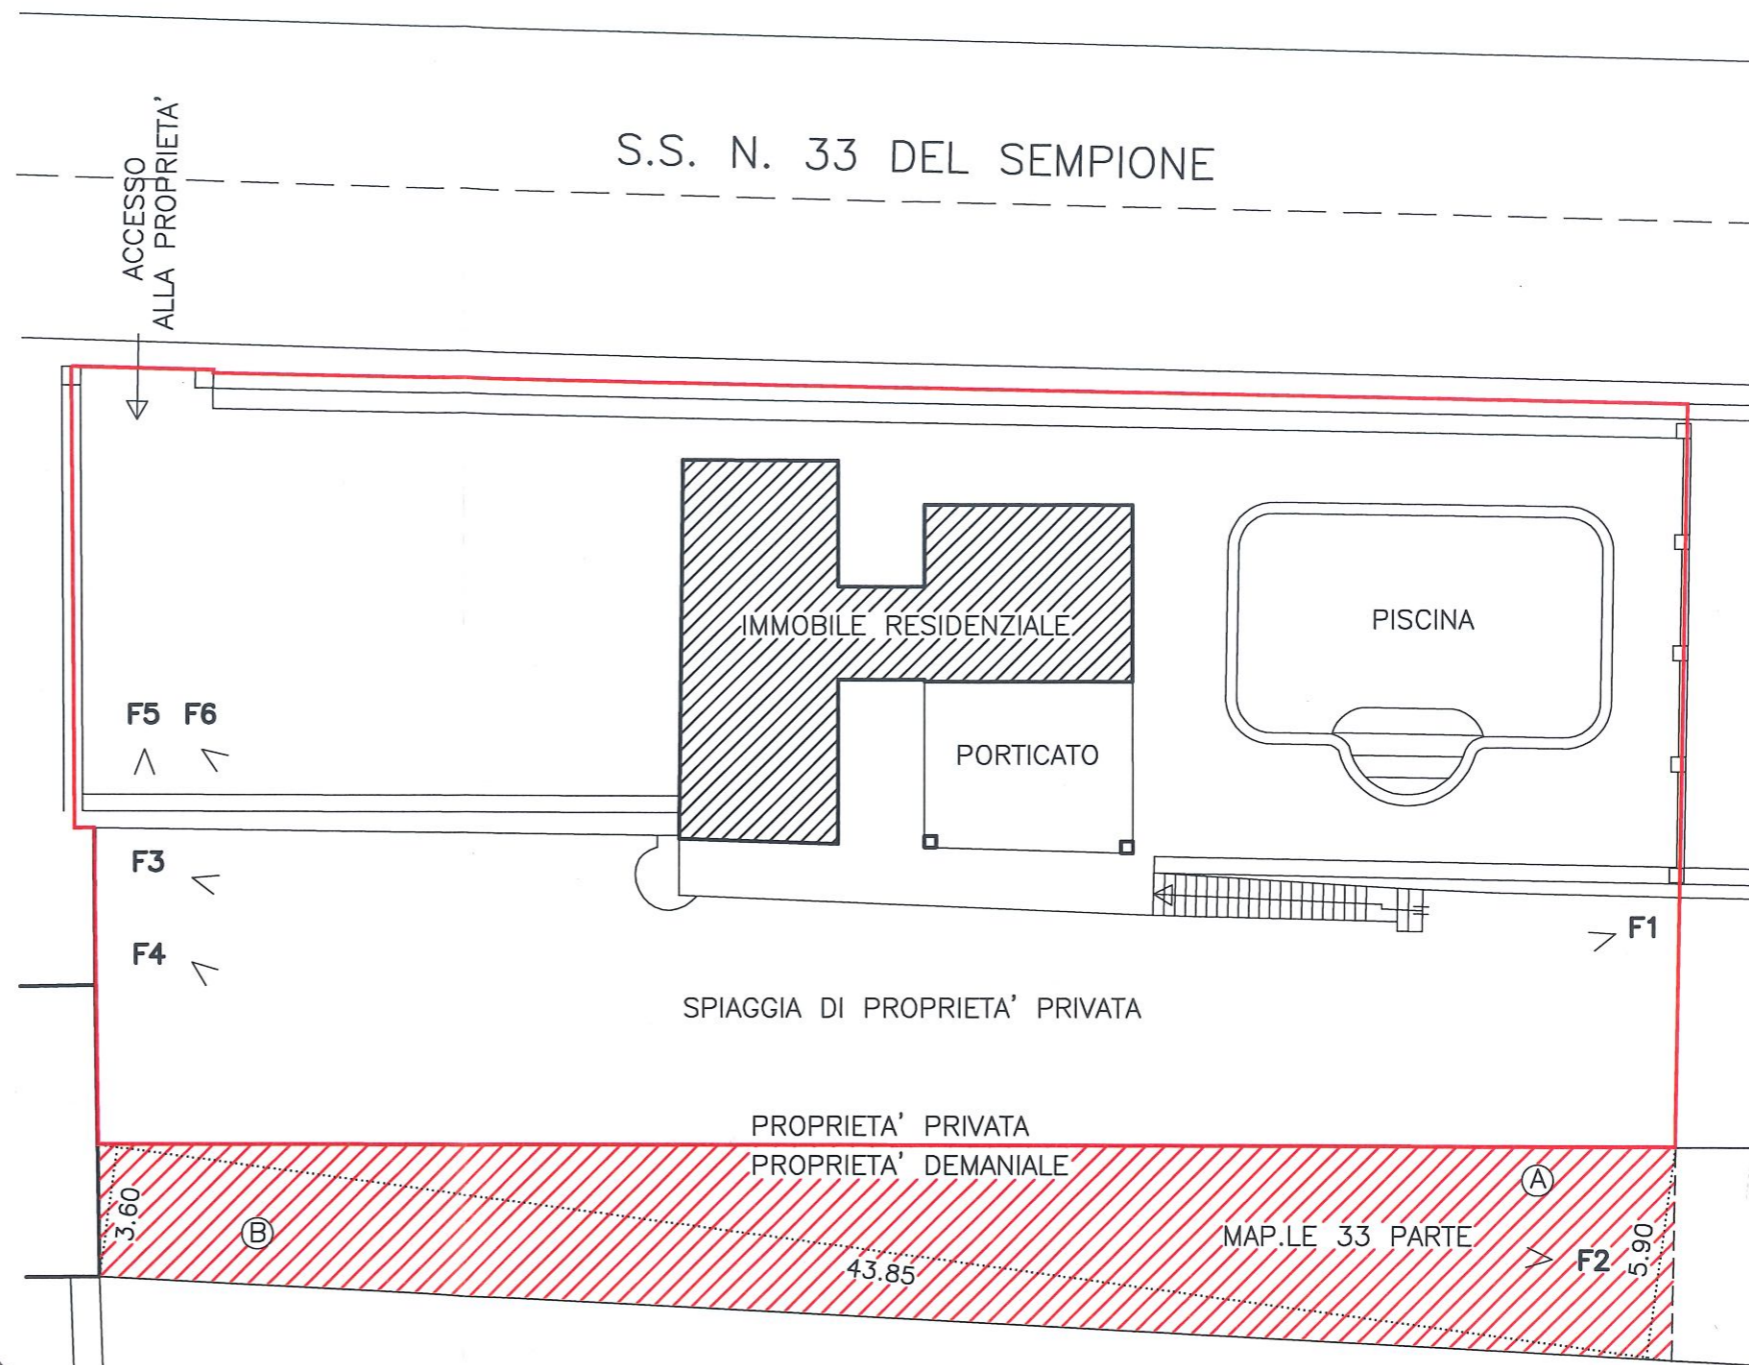 S.S. N. 33 DEL SEMPIONE
ACCESSO
ALLA PROPRIETA'
IMMOBILE RESIDENZIALE
PISCINA
PORTICATO
F5 F6
F3
F4
F1
SPIAGGIA DI PROPRIETA' PRIVATA
PROPRIETA' PRIVATA
PROPRIETA' DEMANIALE
A
3.60
B
MAP.LE 33 PARTE
5.90
F2
43.85